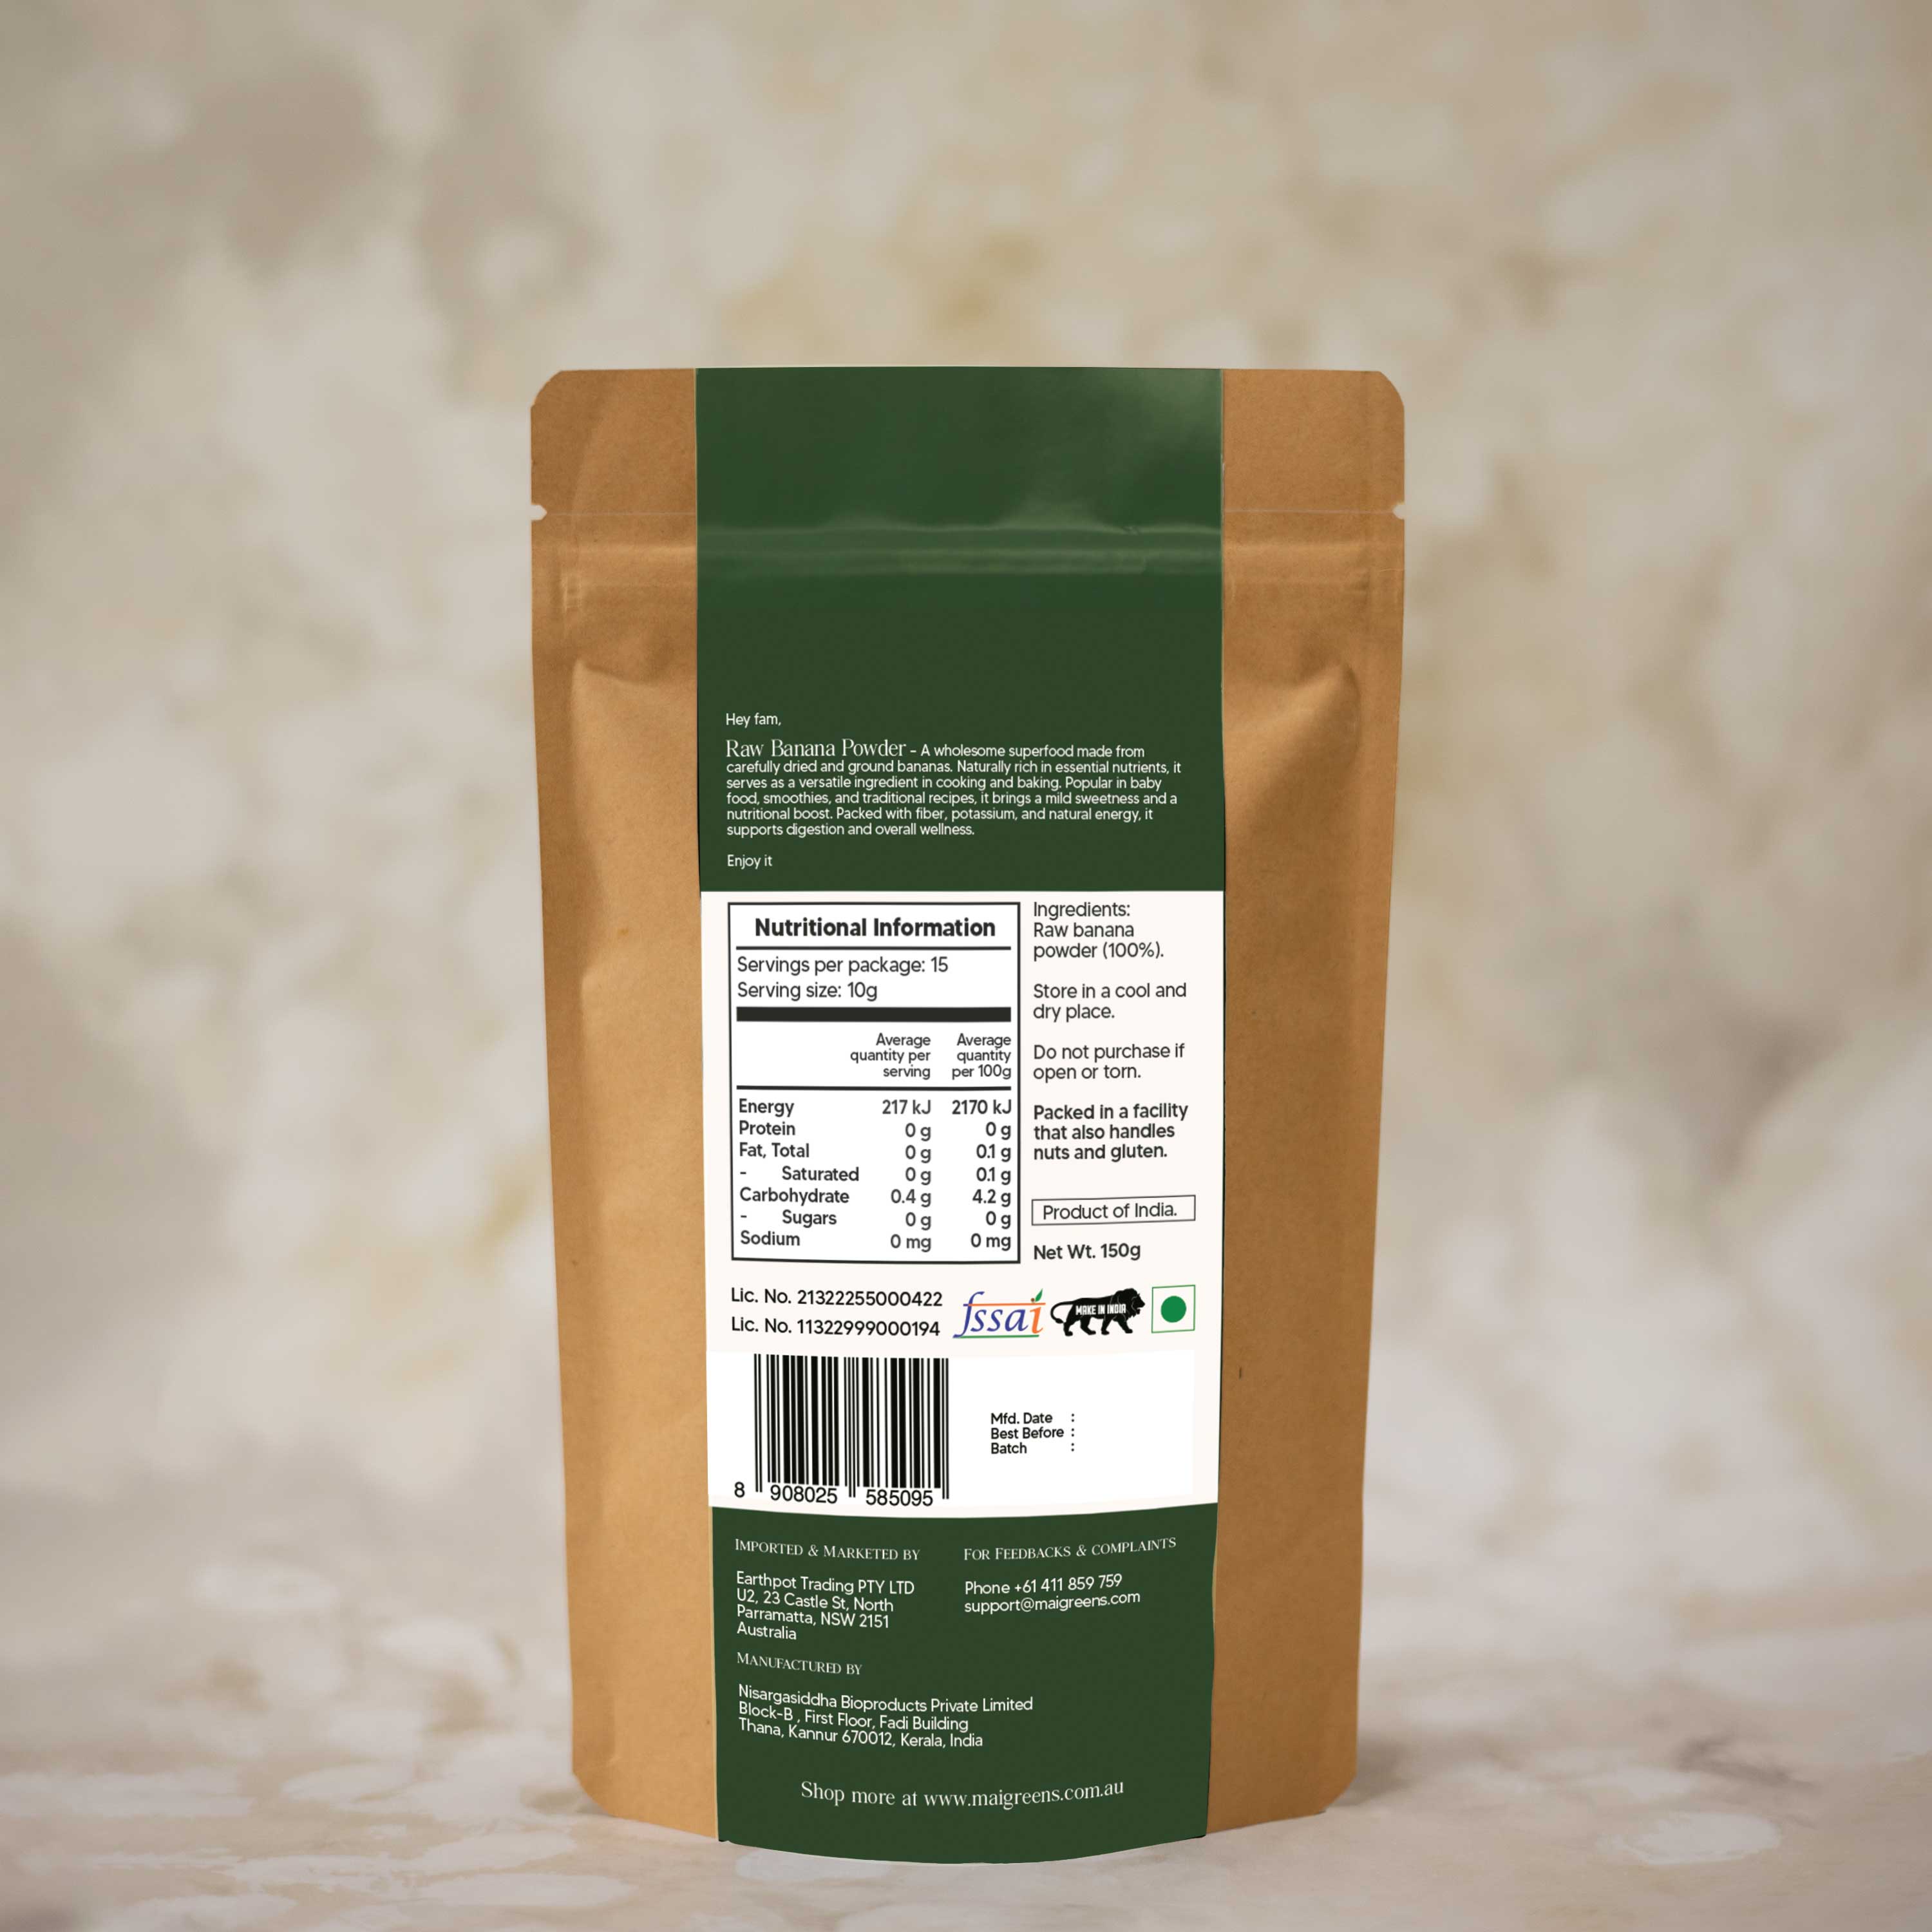 Hey fam,
Raw Banana Powder - A wholesome superfood made from
carefully dried and ground bananas. Naturally rich in essential nutrients, it
serves as a versatile ingredient in cooking and baking. Popular in baby
food, smoothies, and traditional recipes, it brings a mild sweetness and a
nutritional boost. Packed with fiber, potassium, and natural energy, it
supports digestion and overall wellness.
Enjoy it
Nutritional Information
Servings per package: 15
Serving size: 10g
Average quantity per serving
Average quantity per 100g
Energy 217 kJ 2170 kJ
Protein 0 g 0 g
Fat, Total 0 g 0.1 g
- Saturated 0 g 0.1 g
Carbohydrate 0.4 g 4.2 g
- Sugars 0 g 0 g
Sodium 0 mg 0 mg
Ingredients:
Raw banana
powder (100%).
Store in a cool and
dry place.
Do not purchase if
open or torn.
Packed in a facility
that also handles
nuts and gluten.
Product of India.
Net Wt. 150g
Lic. No. 21322255000422
Lic. No. 11322999000194
fssai
MAKE IN INDIA
8 908025 585095
Mfd. Date :
Best Before :
Batch :
IMPORTED & MARKETED BY
Earthpot Trading PTY LTD
U2, 23 Castle St, North
Parramatta, NSW 2151
Australia
FOR FEEDBACKS & COMPLAINTS
Phone +61 411 859 759
support@maigreens.com
MANUFACTURED BY
Nisargasiddha Bioproducts Private Limited
Block-B , First Floor, Fadi Building
Thana, Kannur 670012, Kerala, India
Shop more at www.maigreens.com.au